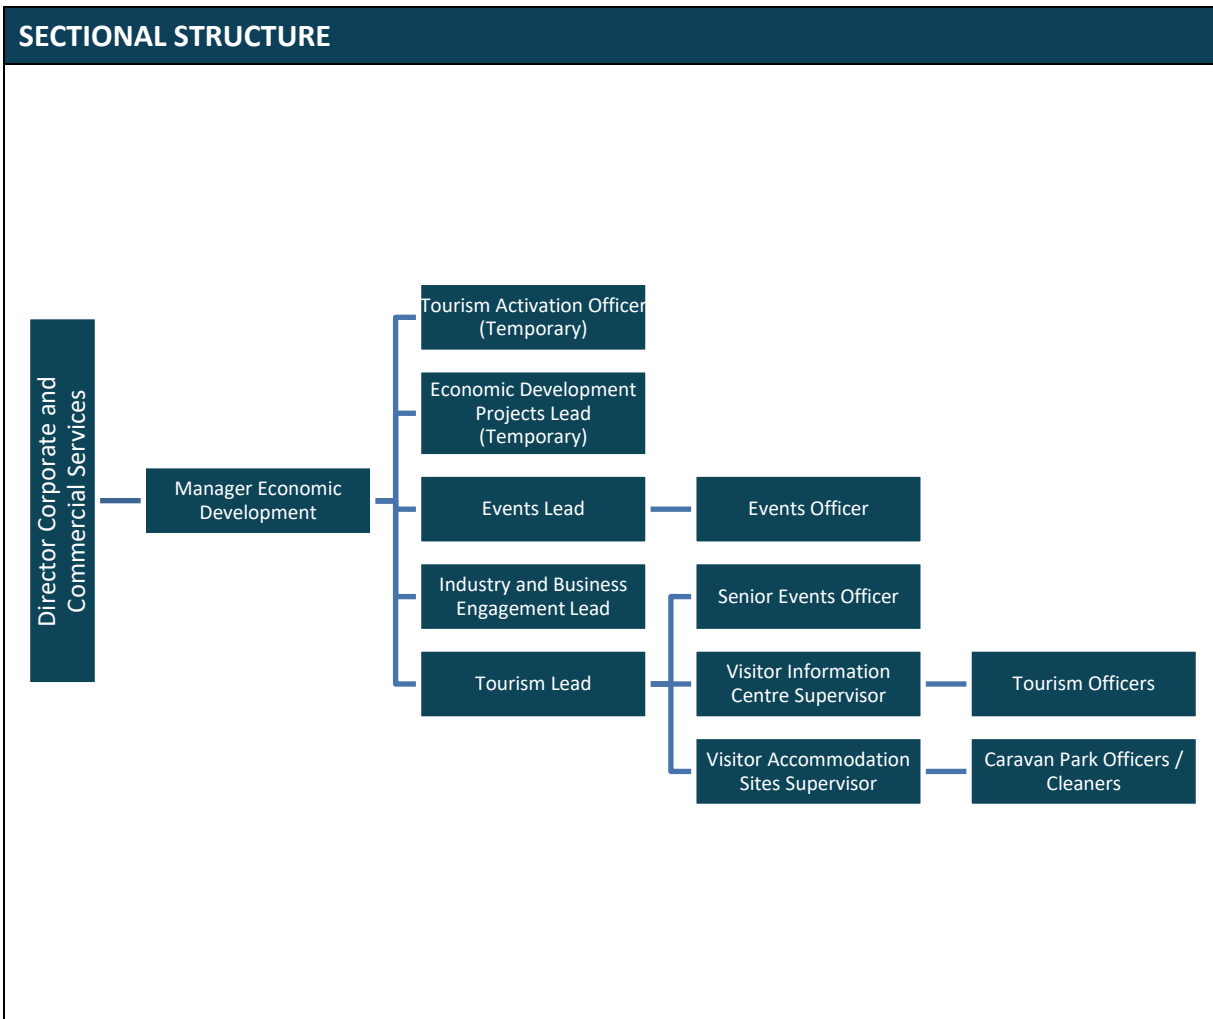 SECTIONAL STRUCTURE
Director Corporate and
Commercial Services
Manager Economic
Development
Tourism Activation Officer
(Temporary)
Economic Development
Projects Lead
(Temporary)
Events Lead
Events Officer
Industry and Business
Engagement Lead
Senior Events Officer
Tourism Lead
Visitor Information
Centre Supervisor
Tourism Officers
Visitor Accommodation
Sites Supervisor
Caravan Park Officers /
Cleaners